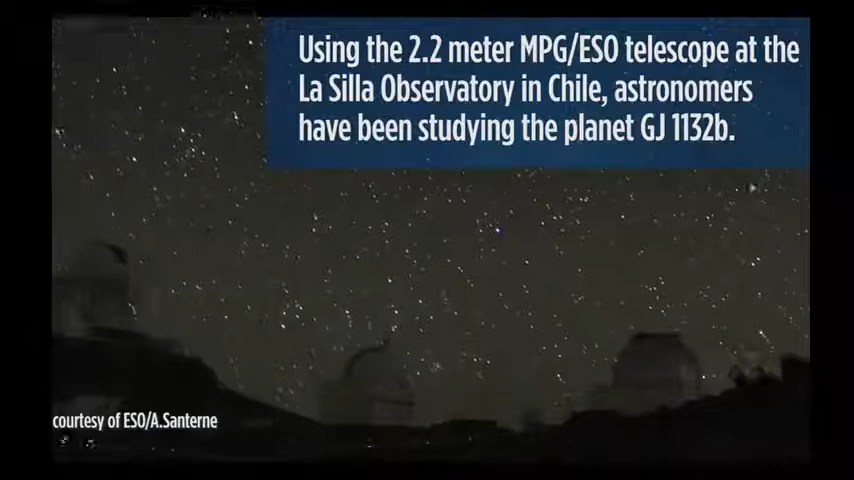 Using the 2.2 meter MPG/ESO telescope at the
La Silla Observatory in Chile, astronomers
have been studying the planet GJ 1132b.
courtesy of ESO/A.Santerne